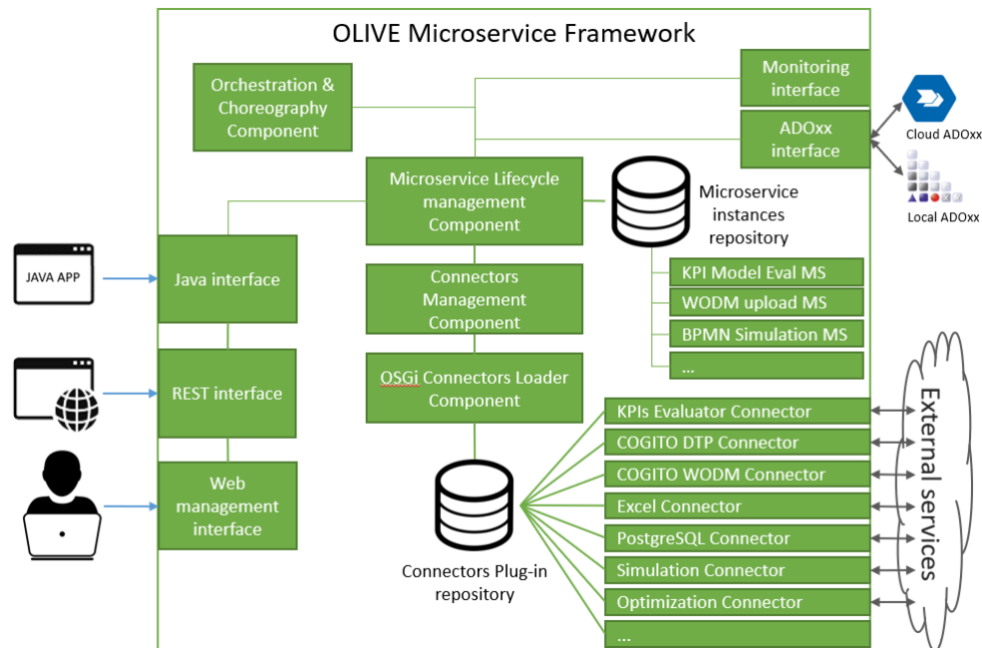 OLIVE Microservice Framework
Orchestration &
Choreography
Component
Monitoring
interface
ADOxx
interface
Cloud ADOxx
Local ADOxx
Microservice Lifecycle
management
Component
Microservice
instances
repository
KPI Model Eval MS
WODM upload MS
BPMN Simulation MS
...
JAVA APP
Java interface
Connectors
Management
Component
REST interface
OSGi Connectors Loader
Component
Web
management
interface
Connectors Plug-in
repository
KPIs Evaluator Connector
COGITO DTP Connector
COGITO WODM Connector
Excel Connector
PostgreSQL Connector
Simulation Connector
Optimization Connector
...
External services